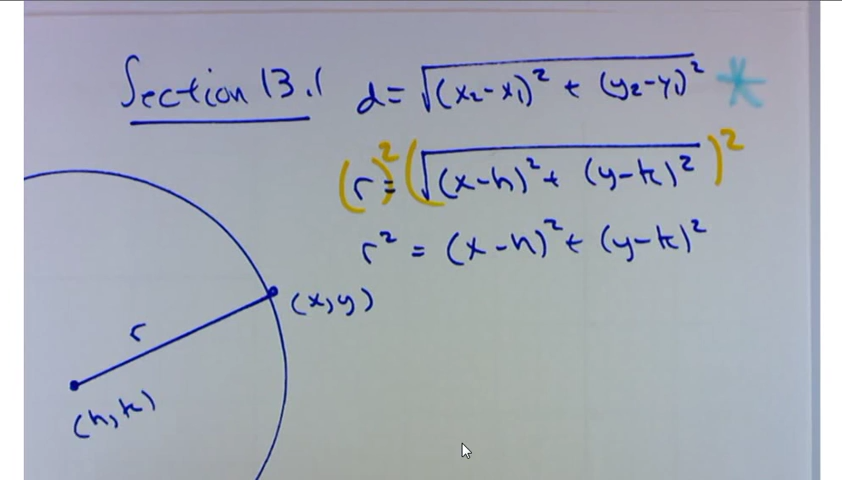 Section 13.1
d = √(x₂-x₁)² + (y₂-y₁)² *
(r)² = (√(x-h)² + (y-k)²)²
r² = (x-h)² + (y-k)²
(x,y)
r
(h,k)